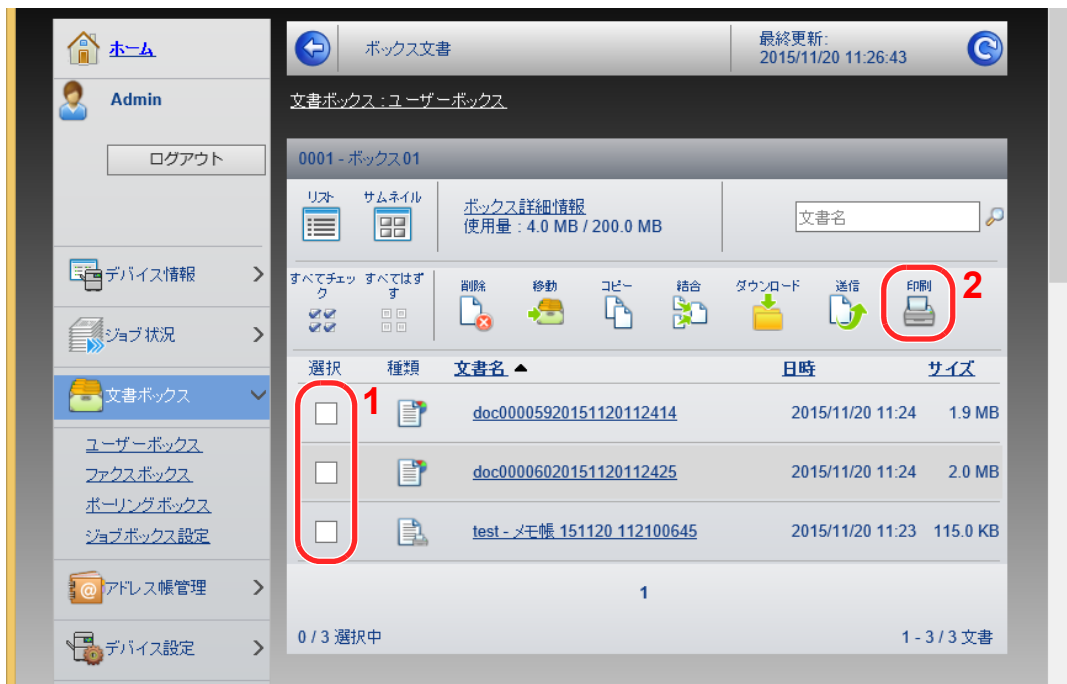 ホーム
Admin
ログアウト
デバイス情報
ジョブ状況
文書ボックス
ユーザーボックス
ファクスボックス
ポーリングボックス
ジョブボックス設定
アドレス帳管理
デバイス設定
ボックス文書
最終更新:
2015/11/20 11:26:43
文書ボックス : ユーザーボックス
0001 - ボックス01
リスト サムネイル
ボックス詳細情報
使用量 : 4.0 MB / 200.0 MB
文書名
すべてチェック すべてはずす 削除 移動 コピー 結合 ダウンロード 送信 印刷 2
選択 種類 文書名 ▲ 日時 サイズ
1 doc00005920151120112414 2015/11/20 11:24 1.9 MB
doc00006020151120112425 2015/11/20 11:24 2.0 MB
test - メモ帳 151120 112100645 2015/11/20 11:23 115.0 KB
1
0 / 3 選択中 1 - 3 / 3 文書